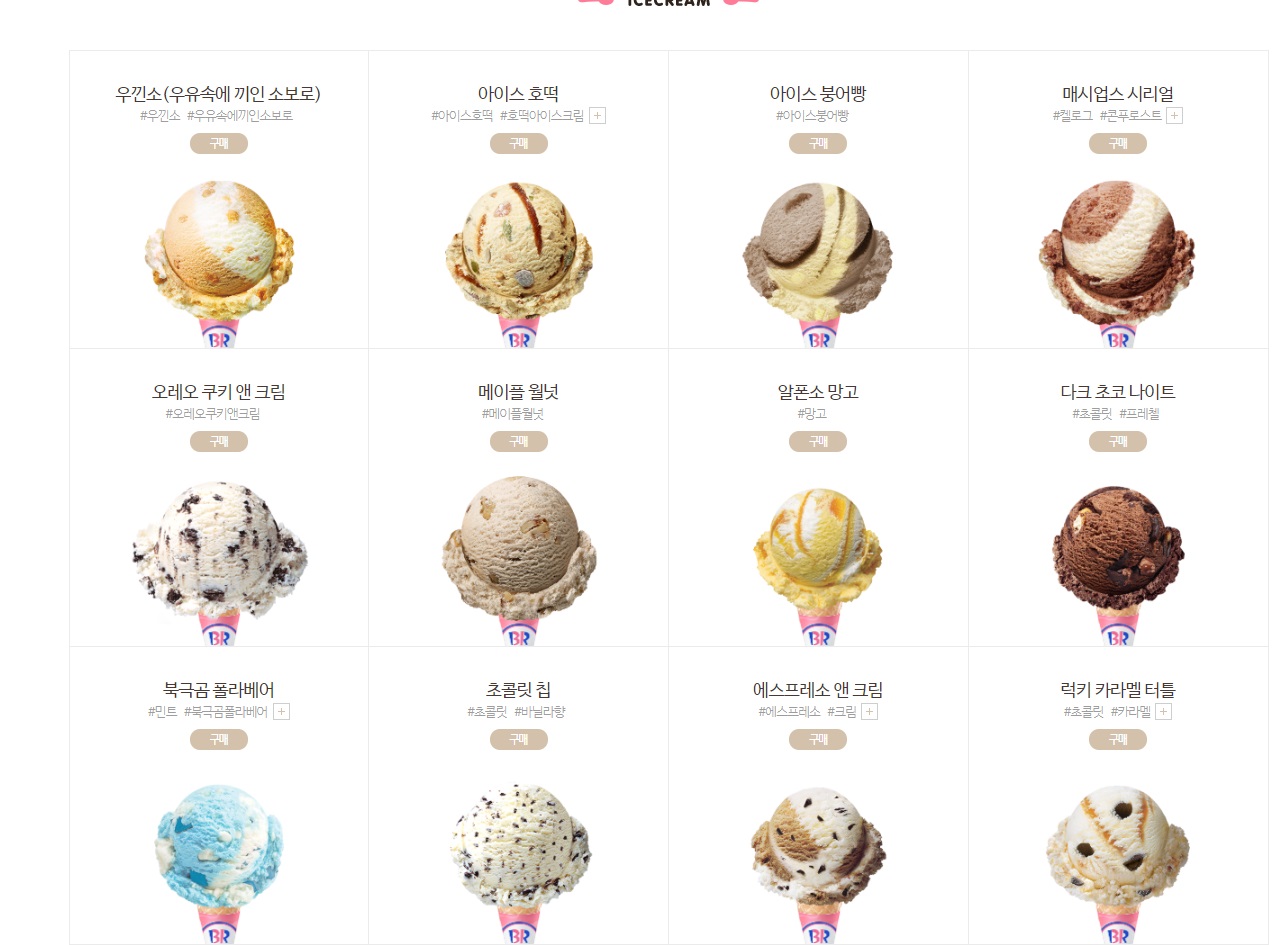 ICECREAM
우낀소(우유속에 끼인 소보로)
#우낀소 #우유속에끼인소보로
구매
BR
아이스 호떡
#아이스호떡 #호떡아이스크림 +
구매
BR
아이스 붕어빵
#아이스붕어빵
구매
BR
매시업스 시리얼
#켈로그 #콘푸로스트 +
구매
BR
오레오 쿠키 앤 크림
#오레오쿠키앤크림
구매
BR
메이플 월넛
#메이플월넛
구매
BR
알폰소 망고
#망고
구매
BR
다크 초코 나이트
#초콜릿 #프레첼
구매
BR
북극곰 폴라베어
#민트 #북극곰폴라베어 +
구매
BR
초콜릿 칩
#초콜릿 #바닐라향
구매
BR
에스프레소 앤 크림
#에스프레소 #크림 +
구매
BR
럭키 카라멜 터틀
#초콜릿 #카라멜 +
구매
BR